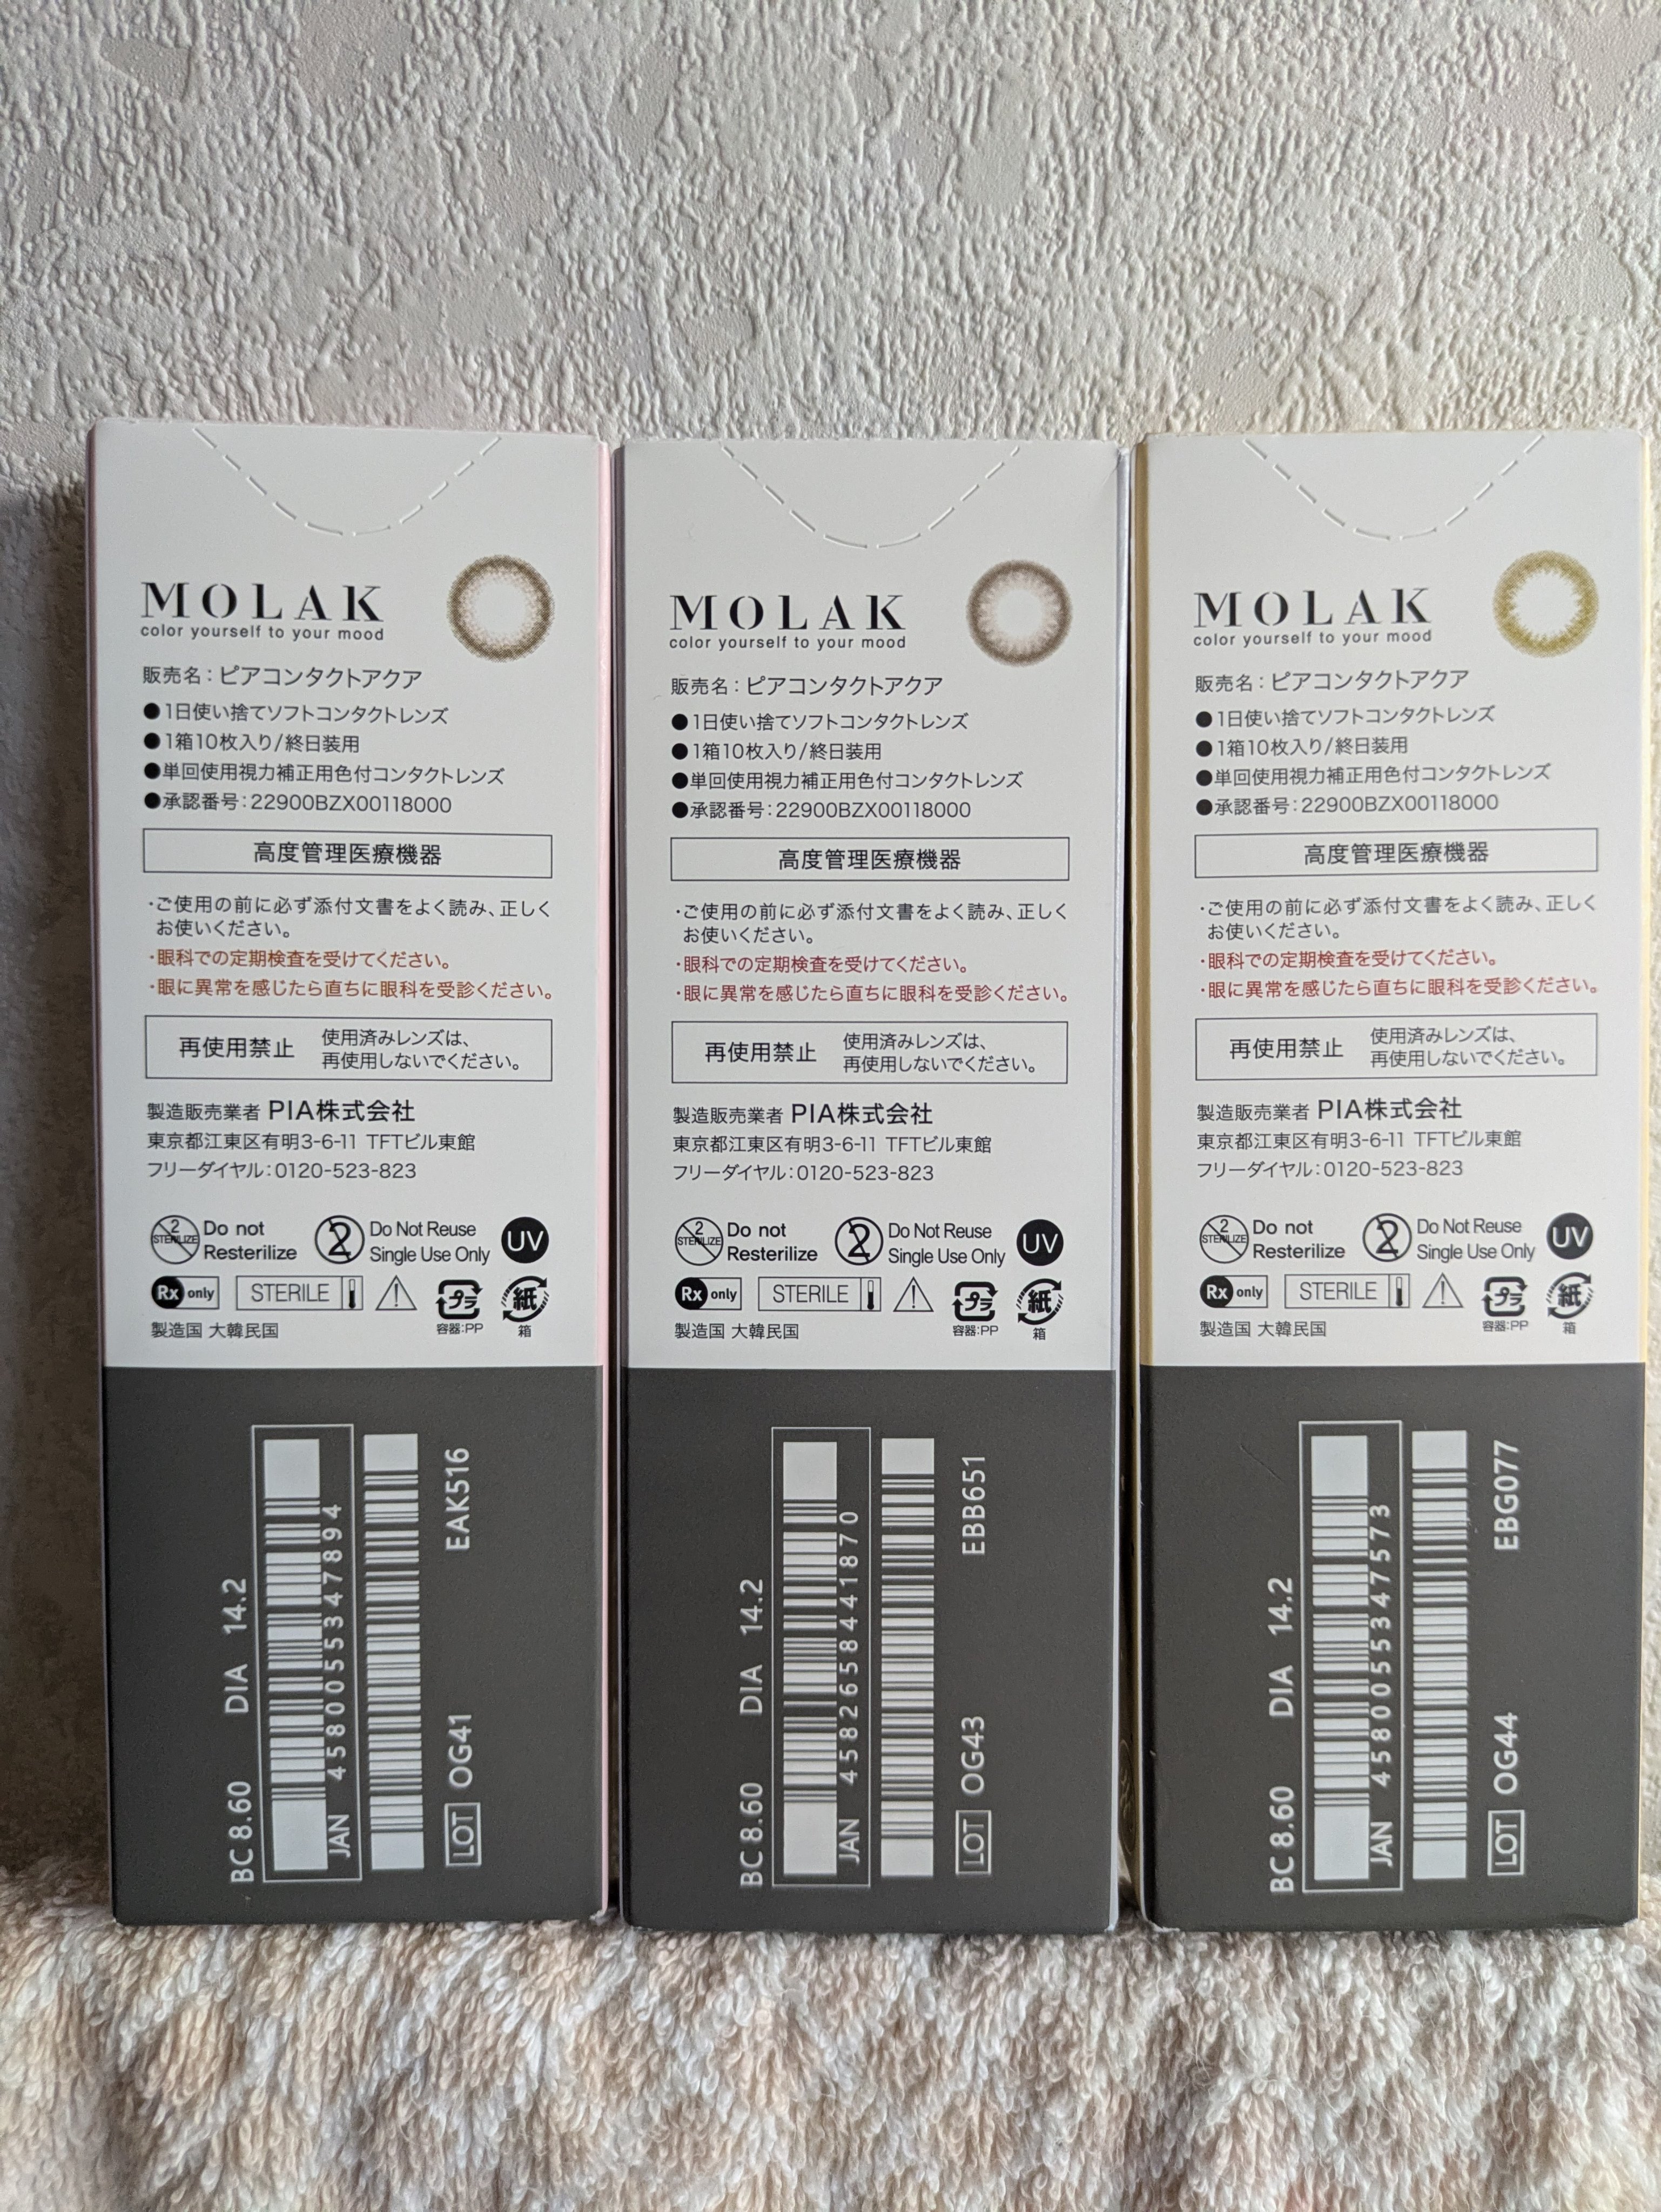 MOLAK
color yourself to your mood
販売名：ピアコンタクトアクア
●1日使い捨てソフトコンタクトレンズ
●1箱10枚入り/終日装用
●単回使用視力補正用色付コンタクトレンズ
●承認番号：22900BZX00118000
高度管理医療機器
・ご使用の前に必ず添付文書をよく読み、正しく
お使いください。
・眼科での定期検査を受けてください。
・眼に異常を感じたら直ちに眼科を受診ください。
再使用禁止 使用済みレンズは、
再使用しないでください。
製造販売業者 PIA株式会社
東京都江東区有明3-6-11 TFTビル東館
フリーダイヤル：0120-523-823
2 STERILIZE Do not
Resterilize
2 Do Not Reuse
Single Use Only
UV
Rx only STERILE プラ 紙
容器：PP 箱
製造国 大韓民国
BC 8.60 DIA 14.2
JAN 4580055347894
LOT OG41 EAK516
MOLAK
color yourself to your mood
販売名：ピアコンタクトアクア
●1日使い捨てソフトコンタクトレンズ
●1箱10枚入り/終日装用
●単回使用視力補正用色付コンタクトレンズ
●承認番号：22900BZX00118000
高度管理医療機器
・ご使用の前に必ず添付文書をよく読み、正しく
お使いください。
・眼科での定期検査を受けてください。
・眼に異常を感じたら直ちに眼科を受診ください。
再使用禁止 使用済みレンズは、
再使用しないでください。
製造販売業者 PIA株式会社
東京都江東区有明3-6-11 TFTビル東館
フリーダイヤル：0120-523-823
2 STERILIZE Do not
Resterilize
2 Do Not Reuse
Single Use Only
UV
Rx only STERILE プラ 紙
容器：PP 箱
製造国 大韓民国
BC 8.60 DIA 14.2
JAN 4582658441870
LOT OG43 EBB651
MOLAK
color yourself to your mood
販売名：ピアコンタクトアクア
●1日使い捨てソフトコンタクトレンズ
●1箱10枚入り/終日装用
●単回使用視力補正用色付コンタクトレンズ
●承認番号：22900BZX00118000
高度管理医療機器
・ご使用の前に必ず添付文書をよく読み、正しく
お使いください。
・眼科での定期検査を受けてください。
・眼に異常を感じたら直ちに眼科を受診ください。
再使用禁止 使用済みレンズは、
再使用しないでください。
製造販売業者 PIA株式会社
東京都江東区有明3-6-11 TFTビル東館
フリーダイヤル：0120-523-823
2 STERILIZE Do not
Resterilize
2 Do Not Reuse
Single Use Only
UV
Rx only STERILE プラ 紙
容器：PP 箱
製造国 大韓民国
BC 8.60 DIA 14.2
JAN 4580055347573
LOT OG44 EBG077